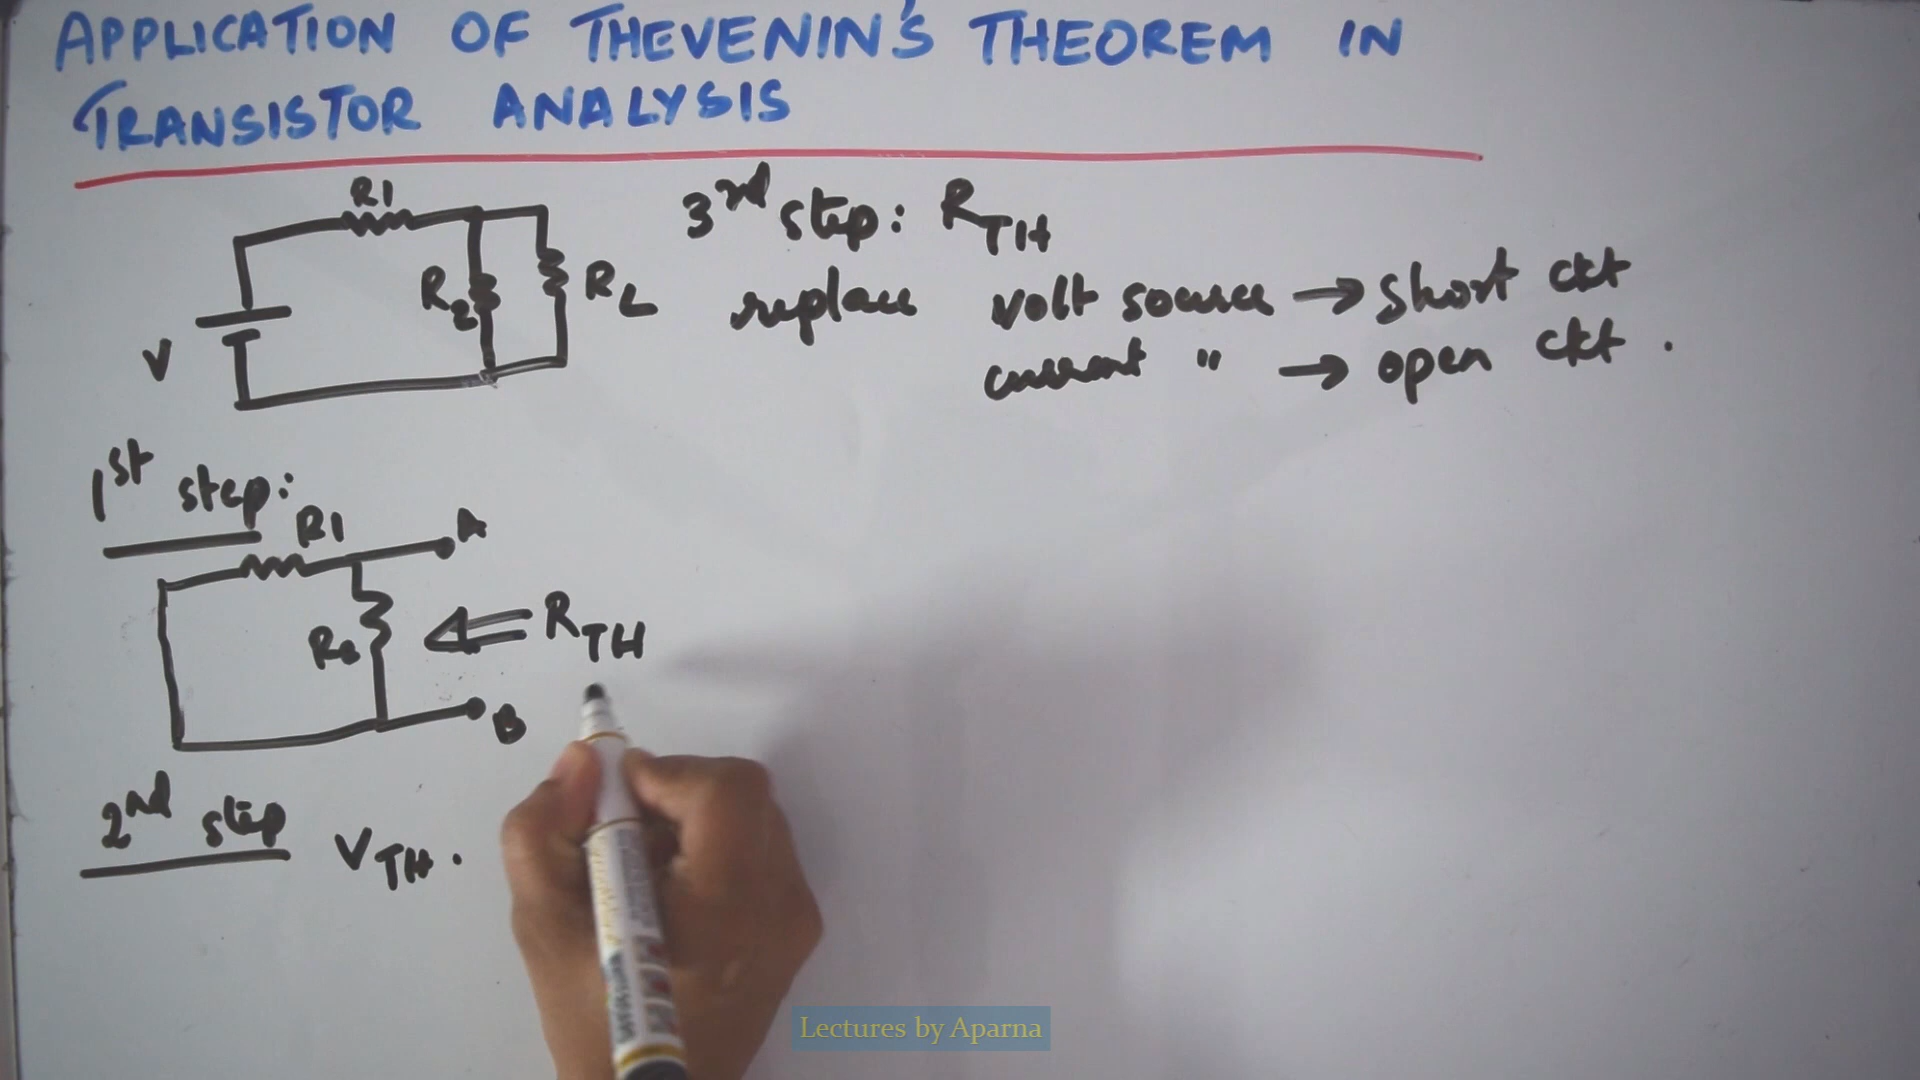 APPLICATION OF THEVENIN'S THEOREM IN
TRANSISTOR ANALYSIS
R1
R2
RL
V
3rd step: RTH
replace volt source → short ckt
current " → open ckt.
1st step:
R1
A
R2
RTH
B
2nd step VTH.
Lectures by Aparna